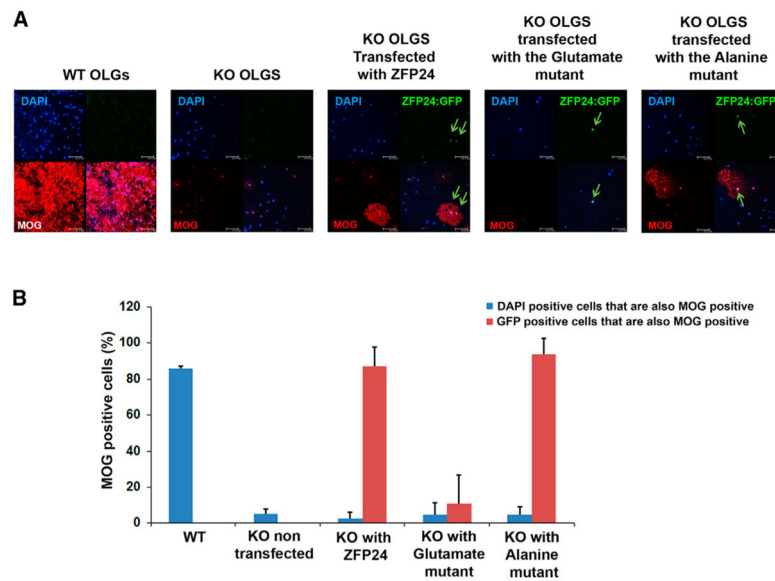 A
WT OLGs
KO OLGS
KO OLGS
Transfected
with ZFP24
KO OLGS
transfected
with the Glutamate
mutant
KO OLGS
transfected
with the Alanine
mutant
DAPI
DAPI
DAPI
ZFP24:GFP
DAPI
ZFP24:GFP
DAPI
ZFP24:GFP
MOG
MOG
MOG
MOG
MOG
B
DAPI positive cells that are also MOG positive
GFP positive cells that are also MOG positive
MOG positive cells (%)
120
100
80
60
40
20
0
WT
KO non
transfected
KO with
ZFP24
KO with
Glutamate
mutant
KO with
Alanine
mutant